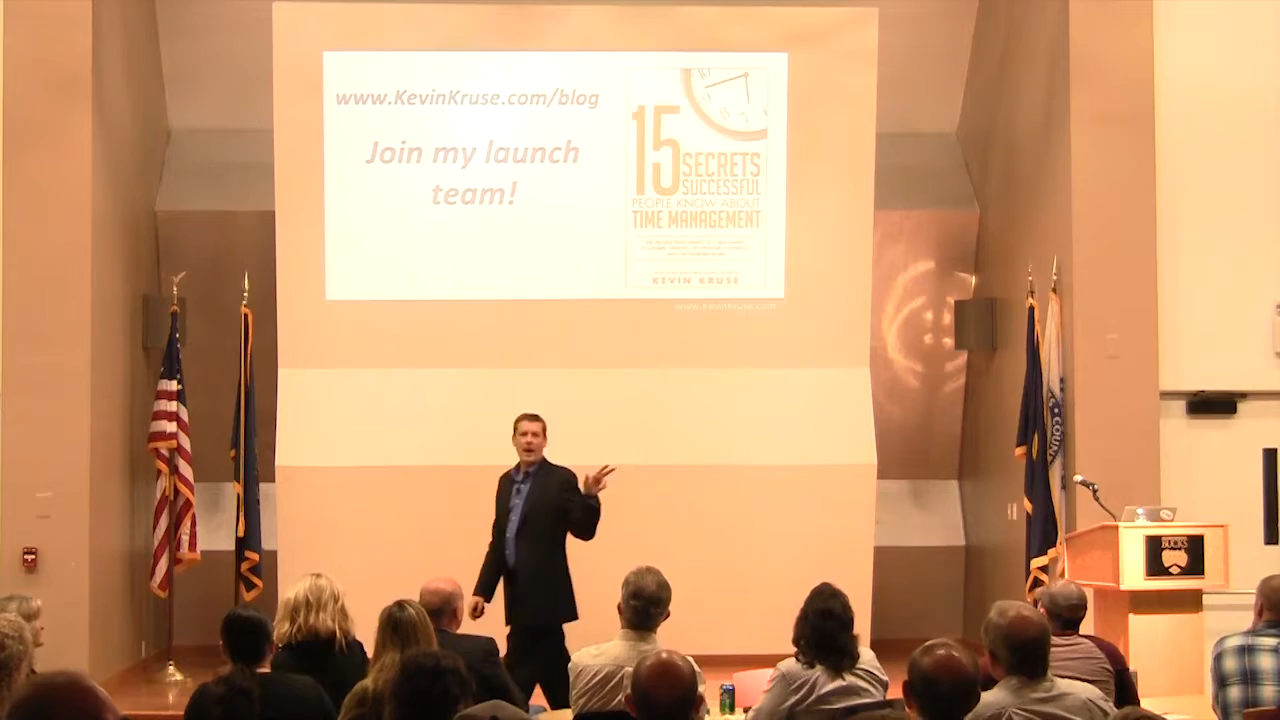 www.KevinKruse.com/blog
Join my launch
team!
15
SECRETS
SUCCESSFUL
PEOPLE KNOW ABOUT
TIME MANAGEMENT
KEVIN KRUSE
www.kevinkruse.com
BUCKS
COUN